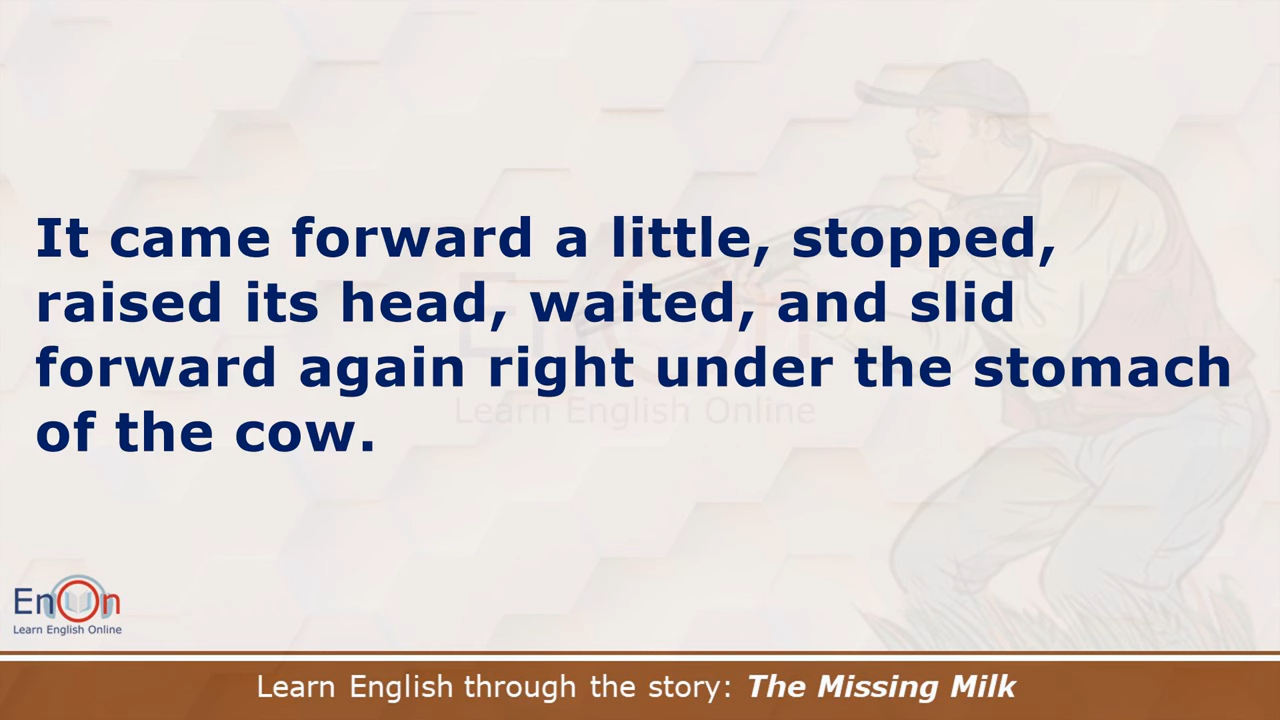 It came forward a little, stopped,
raised its head, waited, and slid
forward again right under the stomach
of the cow.
Learn English Online
EnOn
Learn English Online
Learn English through the story: The Missing Milk